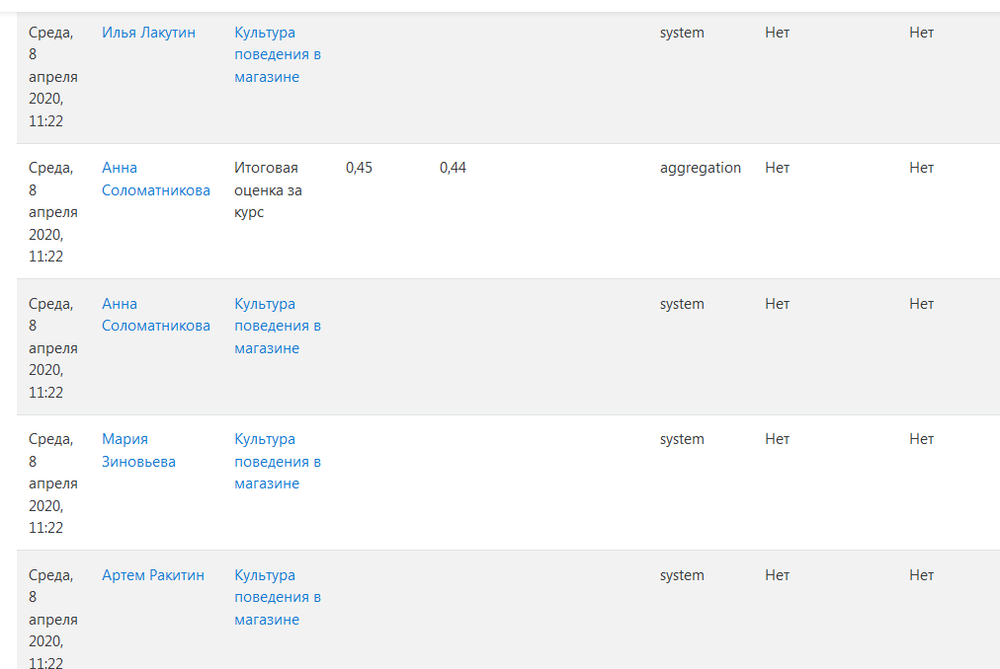 Среда, Илья Лакутин Культура system Нет Нет
8 поведения в
апреля магазине
2020,
11:22
Среда, Анна Итоговая 0,45 0,44 aggregation Нет Нет
8 Соломатникова оценка за
апреля курс
2020,
11:22
Среда, Анна Культура system Нет Нет
8 Соломатникова поведения в
апреля магазине
2020,
11:22
Среда, Мария Культура system Нет Нет
8 Зиновьева поведения в
апреля магазине
2020,
11:22
Среда, Артем Ракитин Культура system Нет Нет
8 поведения в
апреля магазине
2020,
11:22